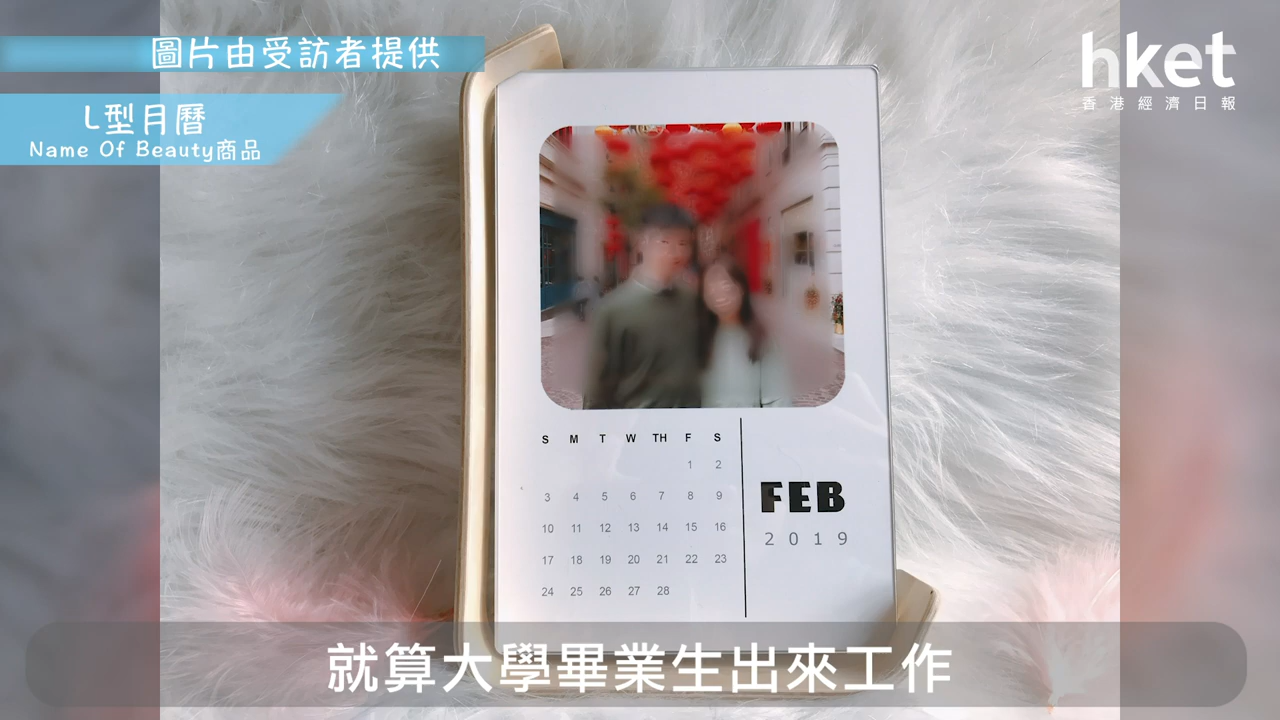 圖片由受訪者提供
L型月曆
Name Of Beauty商品
hket
香港經濟日報
S M T W TH F S
1 2
3 4 5 6 7 8 9
10 11 12 13 14 15 16
17 18 19 20 21 22 23
24 25 26 27 28
FEB
2019
就算大學畢業生出來工作